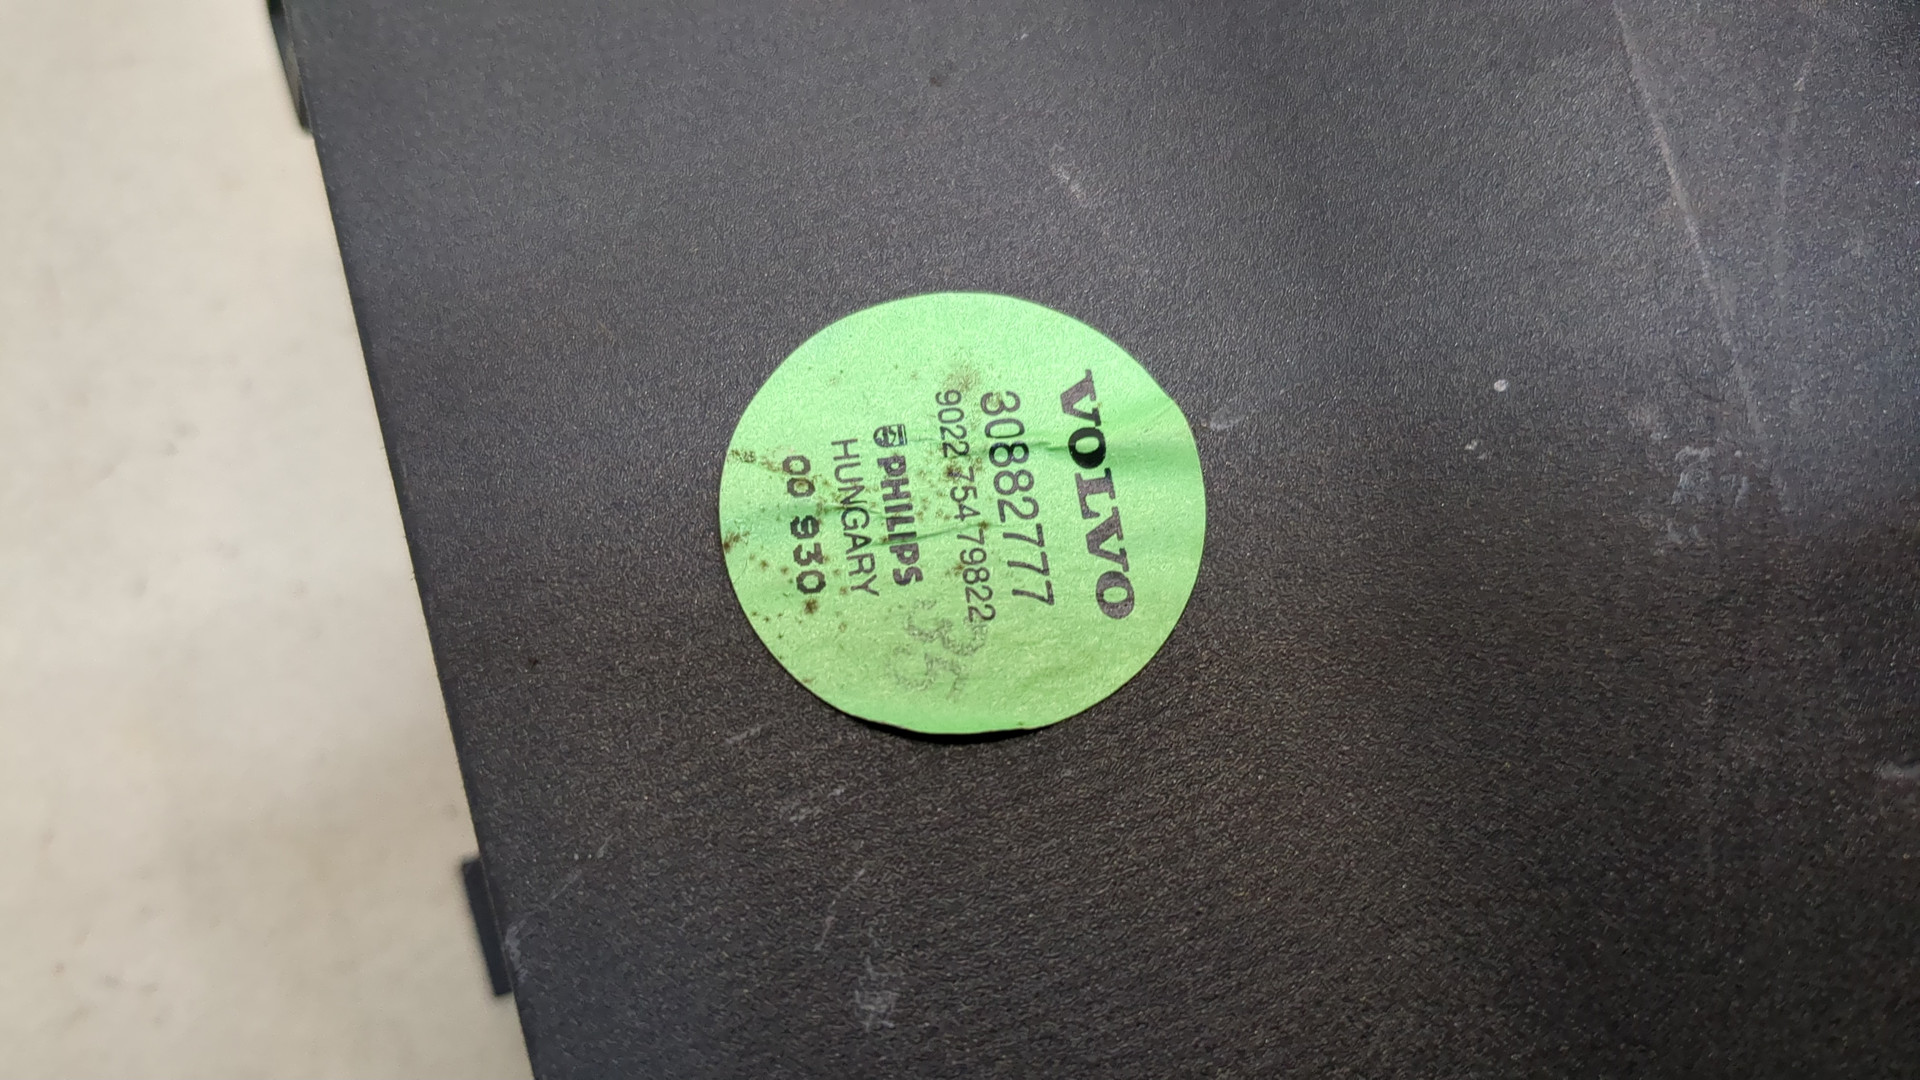 VOLVO
30882777
9022 754 79822
PHILIPS
HUNGARY
00 930